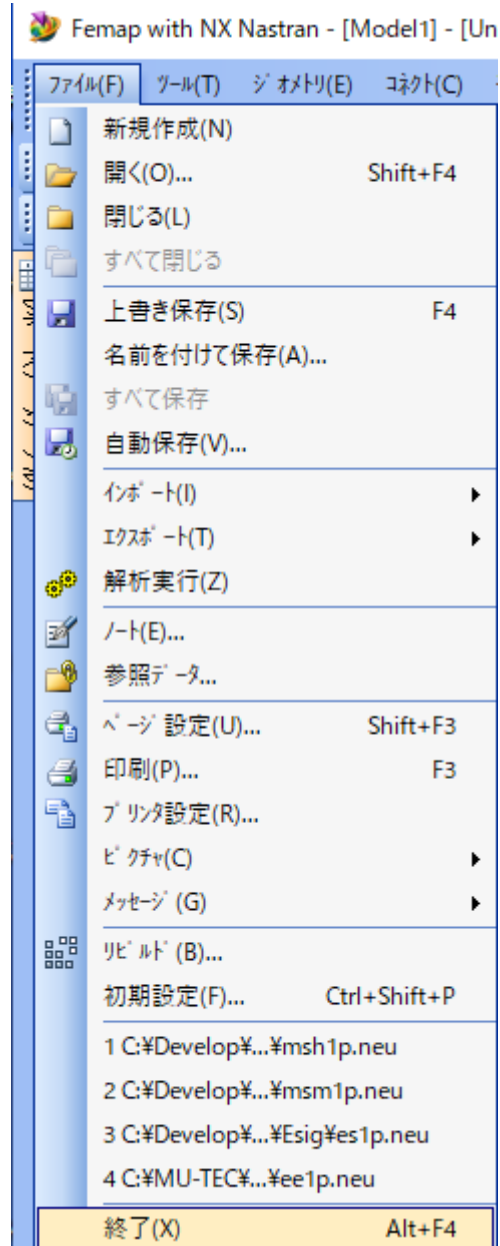 Femap with NX Nastran - [Model1] - [Un
ﾌｧｲﾙ(F) ﾂｰﾙ(T) ｼﾞｵﾒﾄﾘ(E) ｺﾈｸﾄ(C)
新規作成(N)
開く(O)... Shift+F4
閉じる(L)
すべて閉じる
上書き保存(S) F4
名前を付けて保存(A)...
すべて保存
自動保存(V)...
ｲﾝﾎﾟｰﾄ(I)
ｴｸｽﾎﾟｰﾄ(T)
解析実行(Z)
ﾉｰﾄ(E)...
参照ﾃﾞｰﾀ...
ﾍﾟｰｼﾞ設定(U)... Shift+F3
印刷(P)... F3
ﾌﾟﾘﾝﾀ設定(R)...
ﾋﾟｸﾁｬ(C)
ﾒｯｾｰｼﾞ(G)
ﾘﾋﾞﾙﾄﾞ(B)...
初期設定(F)... Ctrl+Shift+P
1 C:¥Develop¥...¥msh1p.neu
2 C:¥Develop¥...¥msm1p.neu
3 C:¥Develop¥...¥Esig¥es1p.neu
4 C:¥MU-TEC¥...¥ee1p.neu
終了(X) Alt+F4